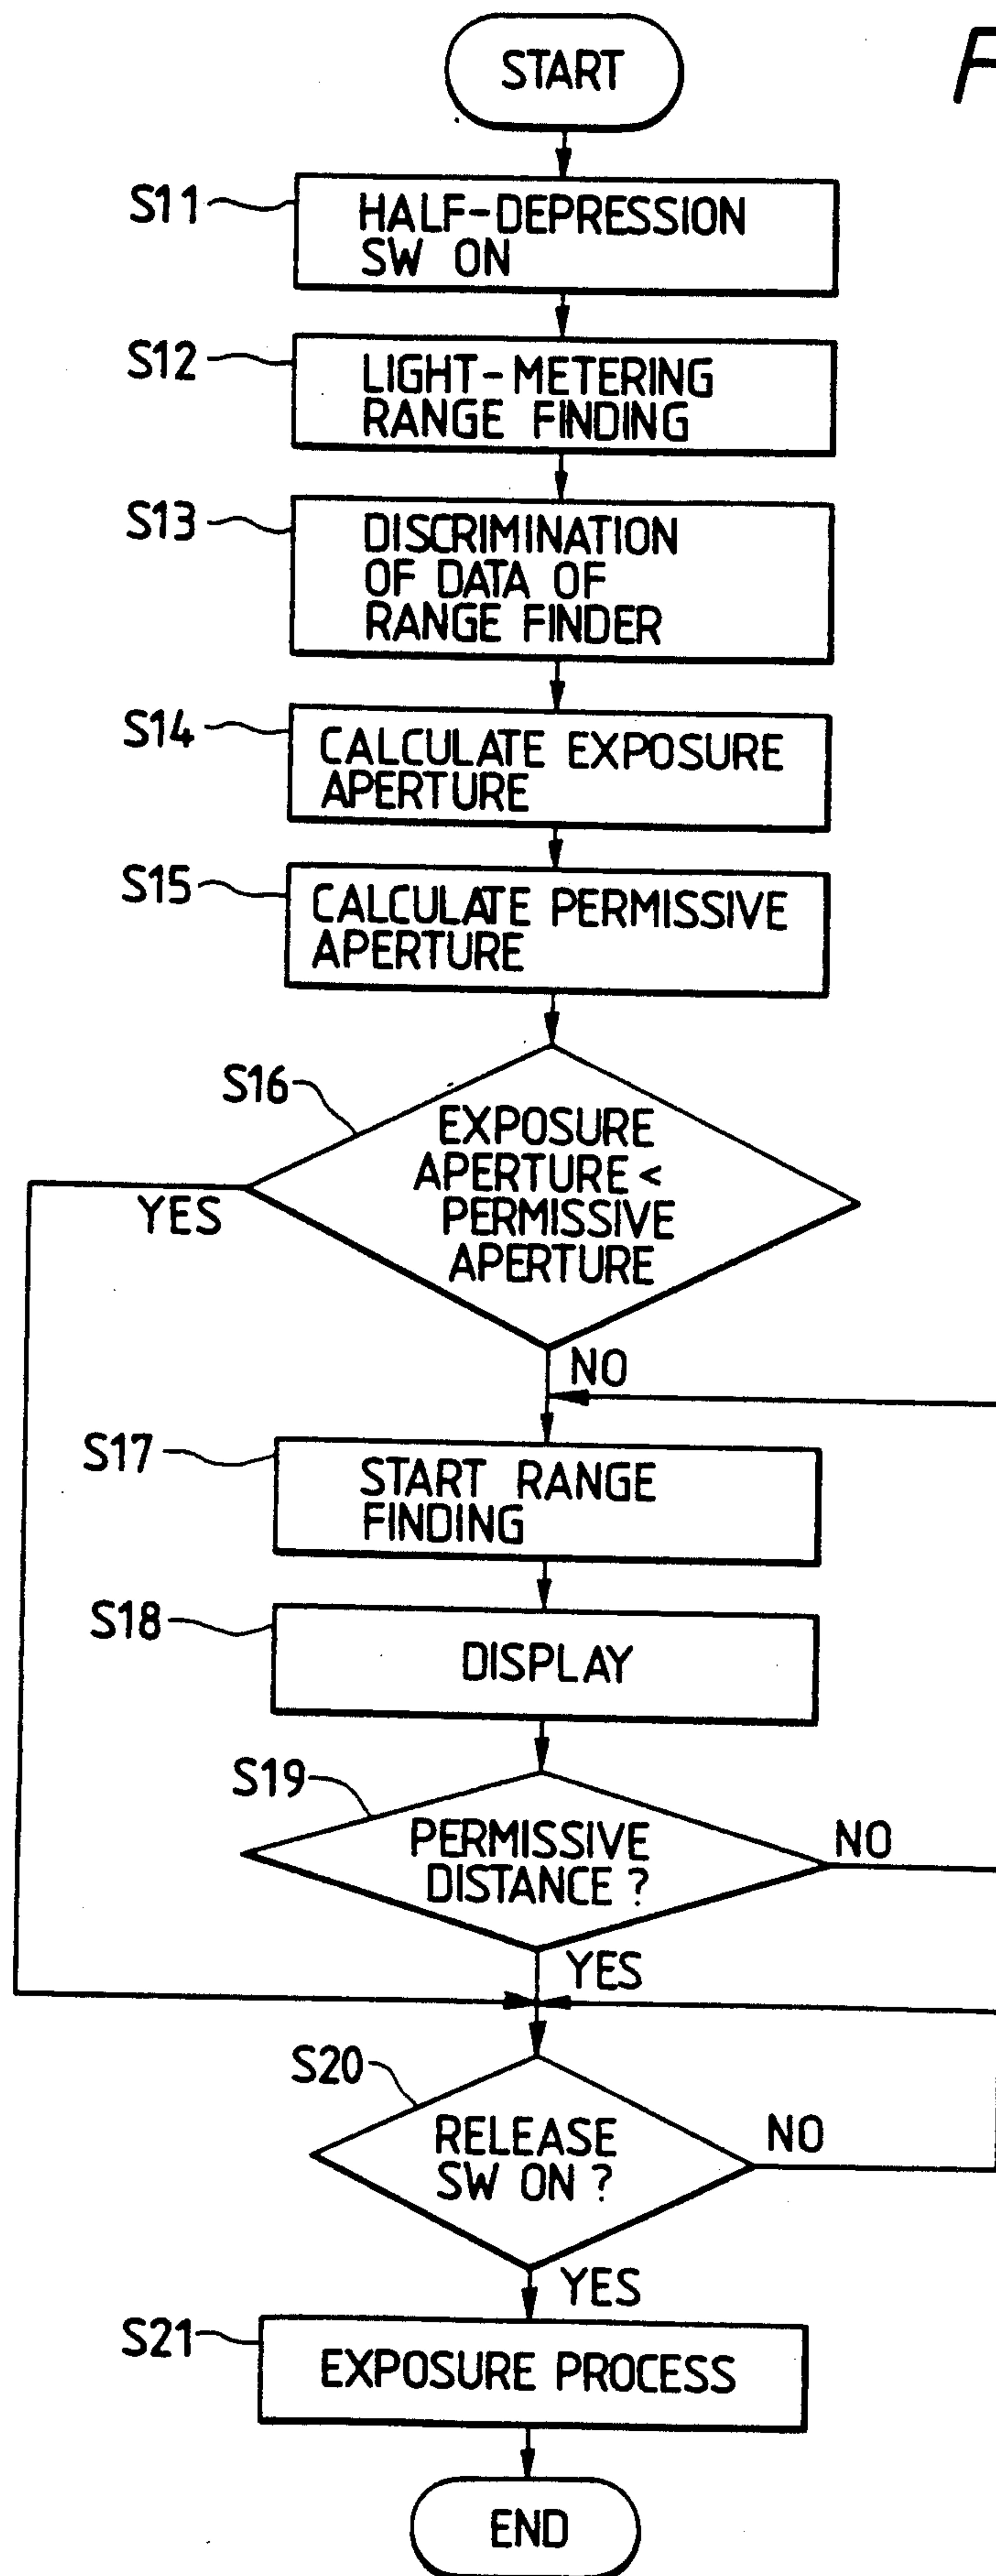 START
F
S11
HALF-DEPRESSION
SW ON
S12
LIGHT-METERING
RANGE FINDING
S13
DISCRIMINATION
OF DATA OF
RANGE FINDER
S14
CALCULATE EXPOSURE
APERTURE
S15
CALCULATE PERMISSIVE
APERTURE
S16
EXPOSURE
APERTURE <
PERMISSIVE
APERTURE
YES
NO
S17
START RANGE
FINDING
S18
DISPLAY
S19
PERMISSIVE
DISTANCE ?
NO
YES
S20
RELEASE
SW ON ?
NO
YES
S21
EXPOSURE PROCESS
END